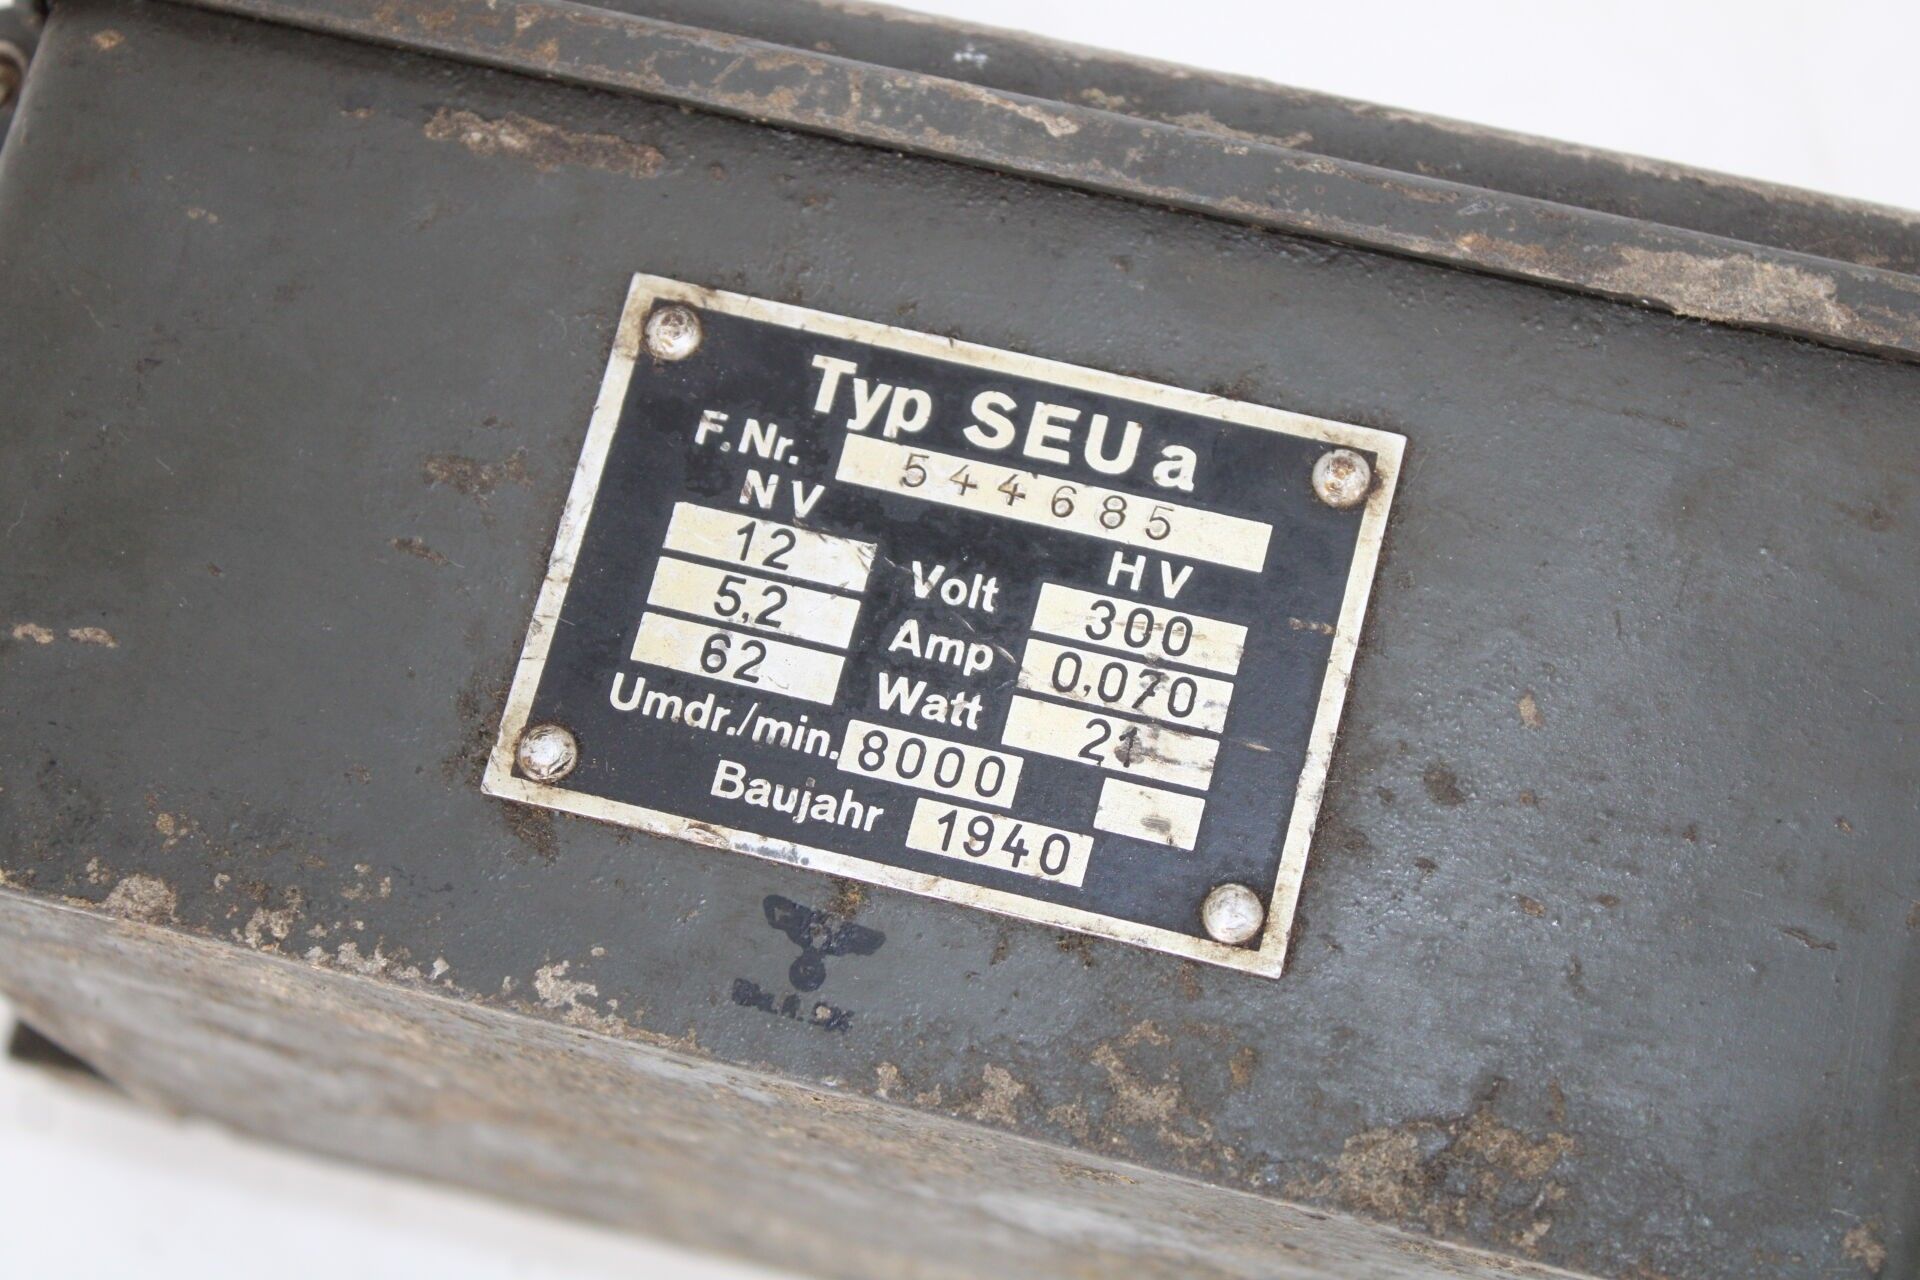 Typ SEU a
F. Nr. 544685
NV HV
12 Volt 300
5,2 Amp 0,070
62 Watt 21
Umdr./min. 8000
Baujahr 1940